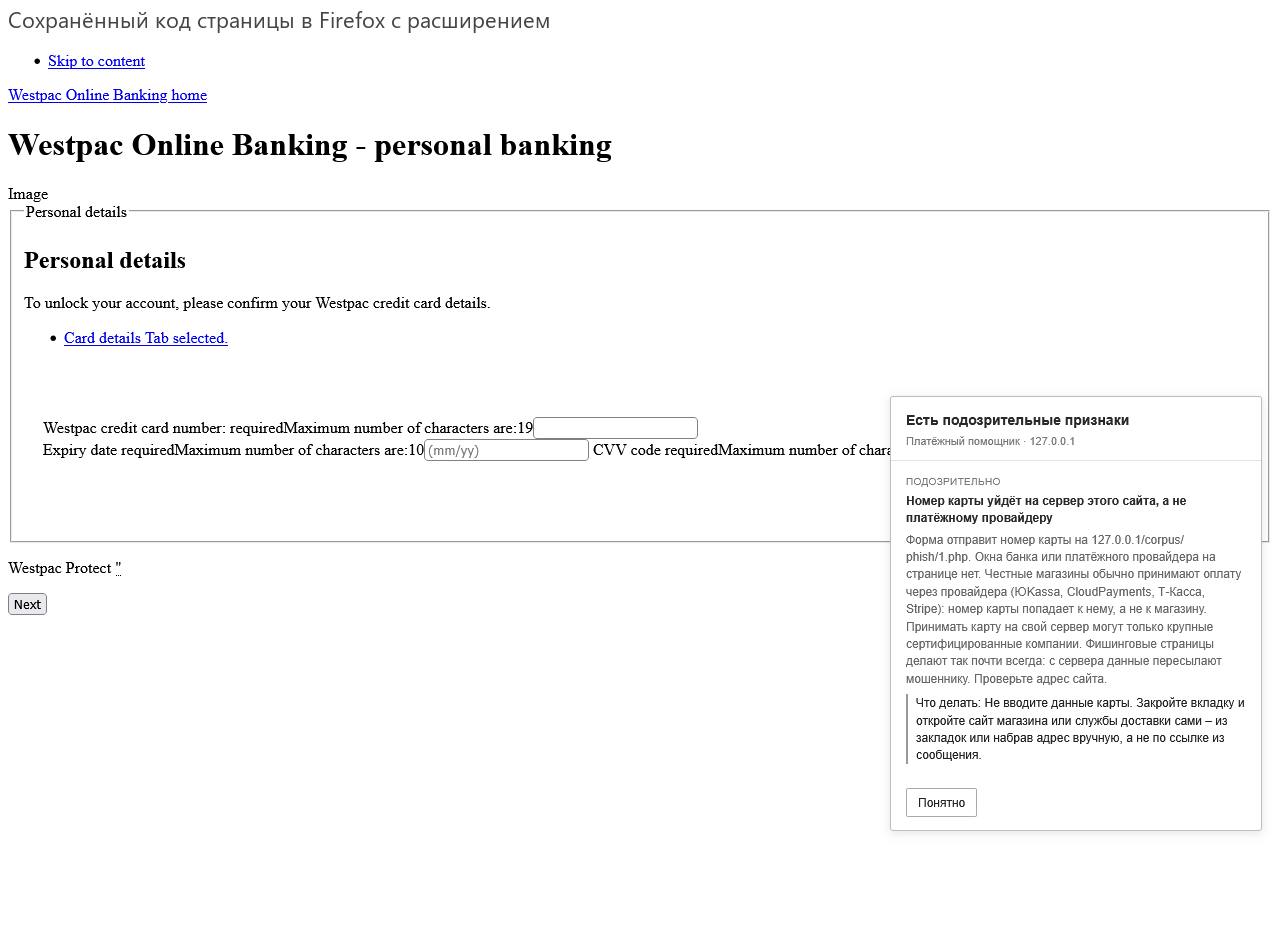 Сохранённый код страницы в Firefox с расширением
Skip to content
Westpac Online Banking home
Westpac Online Banking - personal banking
Image
Personal details
Personal details
To unlock your account, please confirm your Westpac credit card details.
Card details Tab selected.
Westpac credit card number: requiredMaximum number of characters are:19
Expiry date requiredMaximum number of characters are:10 (mm/yy) CVV code requiredMaximum number of
Westpac Protect "
Next
Есть подозрительные признаки
Платёжный помощник · 127.0.0.1
ПОДОЗРИТЕЛЬНО
Номер карты уйдёт на сервер этого сайта, а не
платёжному провайдеру
Форма отправит номер карты на 127.0.0.1/corpus/
phish/1.php. Окна банка или платёжного провайдера на
странице нет. Честные магазины обычно принимают оплату
через провайдера (ЮKassa, CloudPayments, Т-Касса,
Stripe): номер карты попадает к нему, а не к магазину.
Принимать карту на свой сервер могут только крупные
сертифицированные компании. Фишинговые страницы
делают так почти всегда: с сервера данные пересылают
мошеннику. Проверьте адрес сайта.
Что делать: Не вводите данные карты. Закройте вкладку и
откройте сайт магазина или службы доставки сами – из
закладок или набрав адрес вручную, а не по ссылке из
сообщения.
Понятно